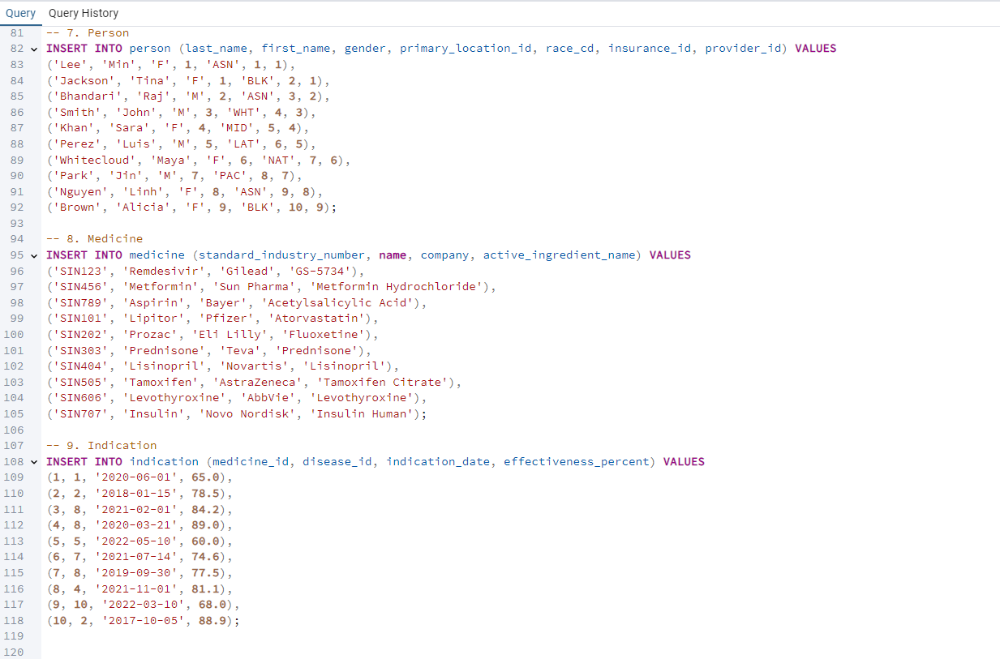 Query Query History
81 -- 7. Person
82 INSERT INTO person (last_name, first_name, gender, primary_location_id, race_cd, insurance_id, provider_id) VALUES
83 ('Lee', 'Min', 'F', 1, 'ASN', 1, 1),
84 ('Jackson', 'Tina', 'F', 1, 'BLK', 2, 1),
85 ('Bhandari', 'Raj', 'M', 2, 'ASN', 3, 2),
86 ('Smith', 'John', 'M', 3, 'WHT', 4, 3),
87 ('Khan', 'Sara', 'F', 4, 'MID', 5, 4),
88 ('Perez', 'Luis', 'M', 5, 'LAT', 6, 5),
89 ('Whitecloud', 'Maya', 'F', 6, 'NAT', 7, 6),
90 ('Park', 'Jin', 'M', 7, 'PAC', 8, 7),
91 ('Nguyen', 'Linh', 'F', 8, 'ASN', 9, 8),
92 ('Brown', 'Alicia', 'F', 9, 'BLK', 10, 9);
93
94 -- 8. Medicine
95 INSERT INTO medicine (standard_industry_number, name, company, active_ingredient_name) VALUES
96 ('SIN123', 'Remdesivir', 'Gilead', 'GS-5734'),
97 ('SIN456', 'Metformin', 'Sun Pharma', 'Metformin Hydrochloride'),
98 ('SIN789', 'Aspirin', 'Bayer', 'Acetylsalicylic Acid'),
99 ('SIN101', 'Lipitor', 'Pfizer', 'Atorvastatin'),
100 ('SIN202', 'Prozac', 'Eli Lilly', 'Fluoxetine'),
101 ('SIN303', 'Prednisone', 'Teva', 'Prednisone'),
102 ('SIN404', 'Lisinopril', 'Novartis', 'Lisinopril'),
103 ('SIN505', 'Tamoxifen', 'AstraZeneca', 'Tamoxifen Citrate'),
104 ('SIN606', 'Levothyroxine', 'AbbVie', 'Levothyroxine'),
105 ('SIN707', 'Insulin', 'Novo Nordisk', 'Insulin Human');
106
107 -- 9. Indication
108 INSERT INTO indication (medicine_id, disease_id, indication_date, effectiveness_percent) VALUES
109 (1, 1, '2020-06-01', 65.0),
110 (2, 2, '2018-01-15', 78.5),
111 (3, 8, '2021-02-01', 84.2),
112 (4, 8, '2020-03-21', 89.0),
113 (5, 5, '2022-05-10', 60.0),
114 (6, 7, '2021-07-14', 74.6),
115 (7, 8, '2019-09-30', 77.5),
116 (8, 4, '2021-11-01', 81.1),
117 (9, 10, '2022-03-10', 68.0),
118 (10, 2, '2017-10-05', 88.9);
119
120